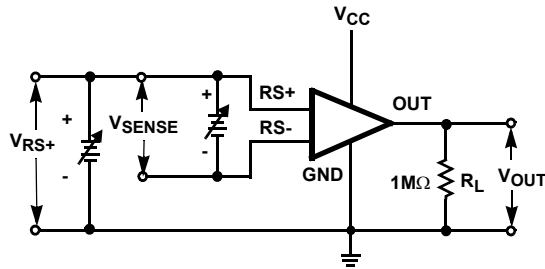 VCC
+
RS+
OUT
VSENSE
+
VRS+
RS-
-
-
GND
1MΩ
RL
VOUT